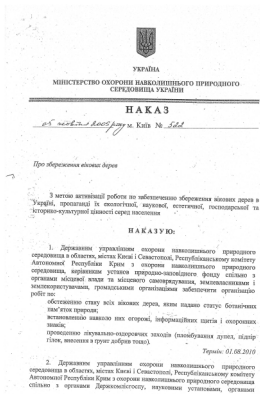 УКРАЇНА
МІНІСТЕРСТВО ОХОРОНИ НАВКОЛИШНЬОГО ПРИРОДНОГО
СЕРЕДОВИЩА УКРАЇНИ
НАКАЗ
м. Київ № 522
Про збереження вікових дерев
З метою активізації роботи по забезпеченню збереження вікових дерев в
Україні, пропаганді їх екологічної, наукової, естетичної, господарської та
історико-культурної цінності серед населення
НАКАЗУЮ:
1. Державним управлінням охорони навколишнього природного
середовища в областях, містах Києві і Севастополі, Республіканському комітету
Автономної Республіки Крим з охорони навколишнього природного
середовища, керівникам установ природно-заповідного фонду спільно з
органами місцевої влади та місцевого самоврядування, землевласниками і
землекористувачами, громадськими організаціями забезпечити організацію
робіт по:
обстеженню стану всіх вікових дерев, яким надано статус ботанічних
пам'яток природи;
встановленню навколо них огорожі, інформаційних щитів і охоронних
знаків;
проведенню лікувально-оздоровчих заходів (пломбування дупел, підпір
гілок, внесення в ґрунт добрив тощо).
Термін: 01.08.2010
2. Державним управлінням охорони навколишнього природного
середовища в областях, містах Києві і Севастополі, Республіканському комітету
Автономної Республіки Крим з охорони навколишнього природного середовища
спільно з органами Держкомлісгоспу, науковими установами, органами